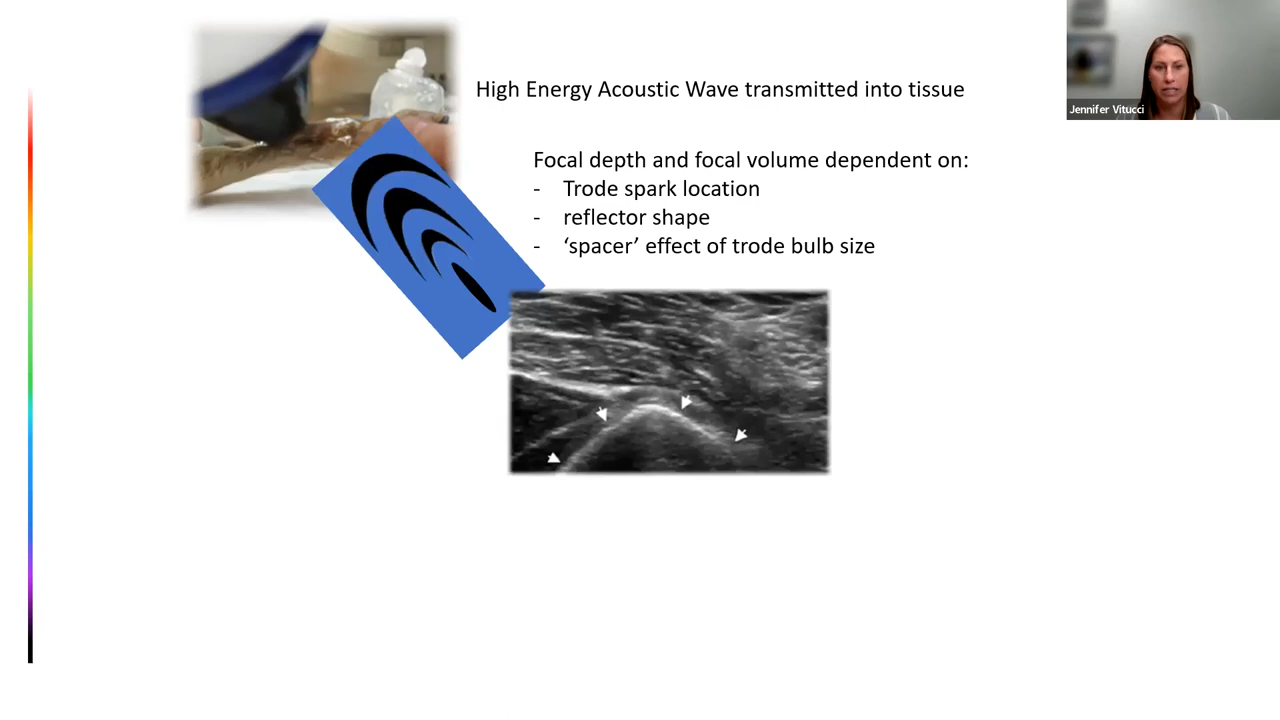 High Energy Acoustic Wave transmitted into tissue
Focal depth and focal volume dependent on:
- Trode spark location
- reflector shape
- ‘spacer’ effect of trode bulb size
Jennifer Vitucci